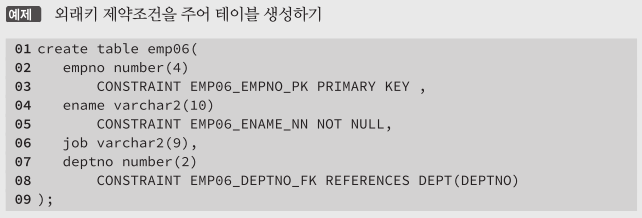 예제 외래키 제약조건을 주어 테이블 생성하기
01 create table emp06(
02 empno number(4)
03 CONSTRAINT EMP06_EMPNO_PK PRIMARY KEY ,
04 ename varchar2(10)
05 CONSTRAINT EMP06_ENAME_NN NOT NULL,
06 job varchar2(9),
07 deptno number(2)
08 CONSTRAINT EMP06_DEPTNO_FK REFERENCES DEPT(DEPTNO)
09 );